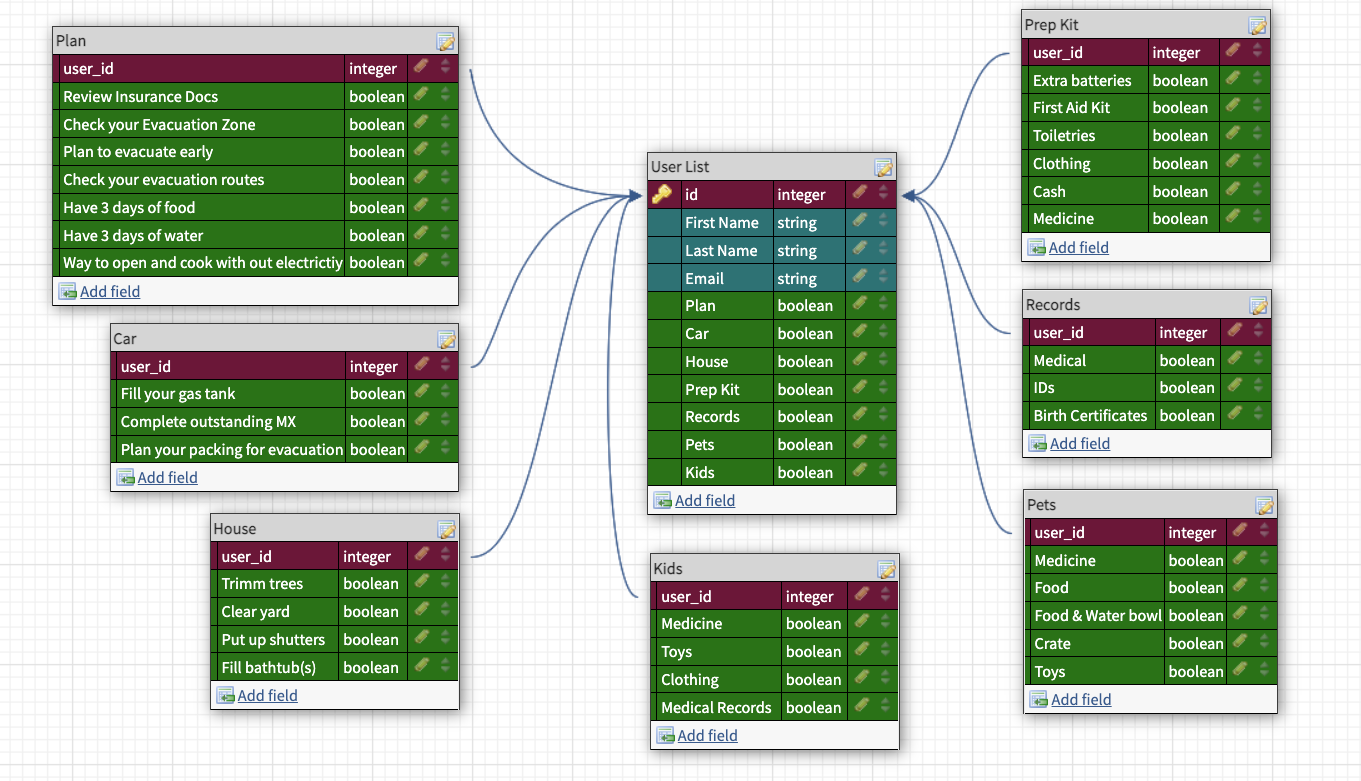 Plan
user_id integer
Review Insurance Docs boolean
Check your Evacuation Zone boolean
Plan to evacuate early boolean
Check your evacuation routes boolean
Have 3 days of food boolean
Have 3 days of water boolean
Way to open and cook with out electrictiy boolean
Add field
Car
user_id integer
Fill your gas tank boolean
Complete outstanding MX boolean
Plan your packing for evacuation boolean
Add field
House
user_id integer
Trimm trees boolean
Clear yard boolean
Put up shutters boolean
Fill bathtub(s) boolean
Add field
User List
id integer
First Name string
Last Name string
Email string
Plan boolean
Car boolean
House boolean
Prep Kit boolean
Records boolean
Pets boolean
Kids boolean
Add field
Kids
user_id integer
Medicine boolean
Toys boolean
Clothing boolean
Medical Records boolean
Add field
Prep Kit
user_id integer
Extra batteries boolean
First Aid Kit boolean
Toiletries boolean
Clothing boolean
Cash boolean
Medicine boolean
Add field
Records
user_id integer
Medical boolean
IDs boolean
Birth Certificates boolean
Add field
Pets
user_id integer
Medicine boolean
Food boolean
Food & Water bowl boolean
Crate boolean
Toys boolean
Add field